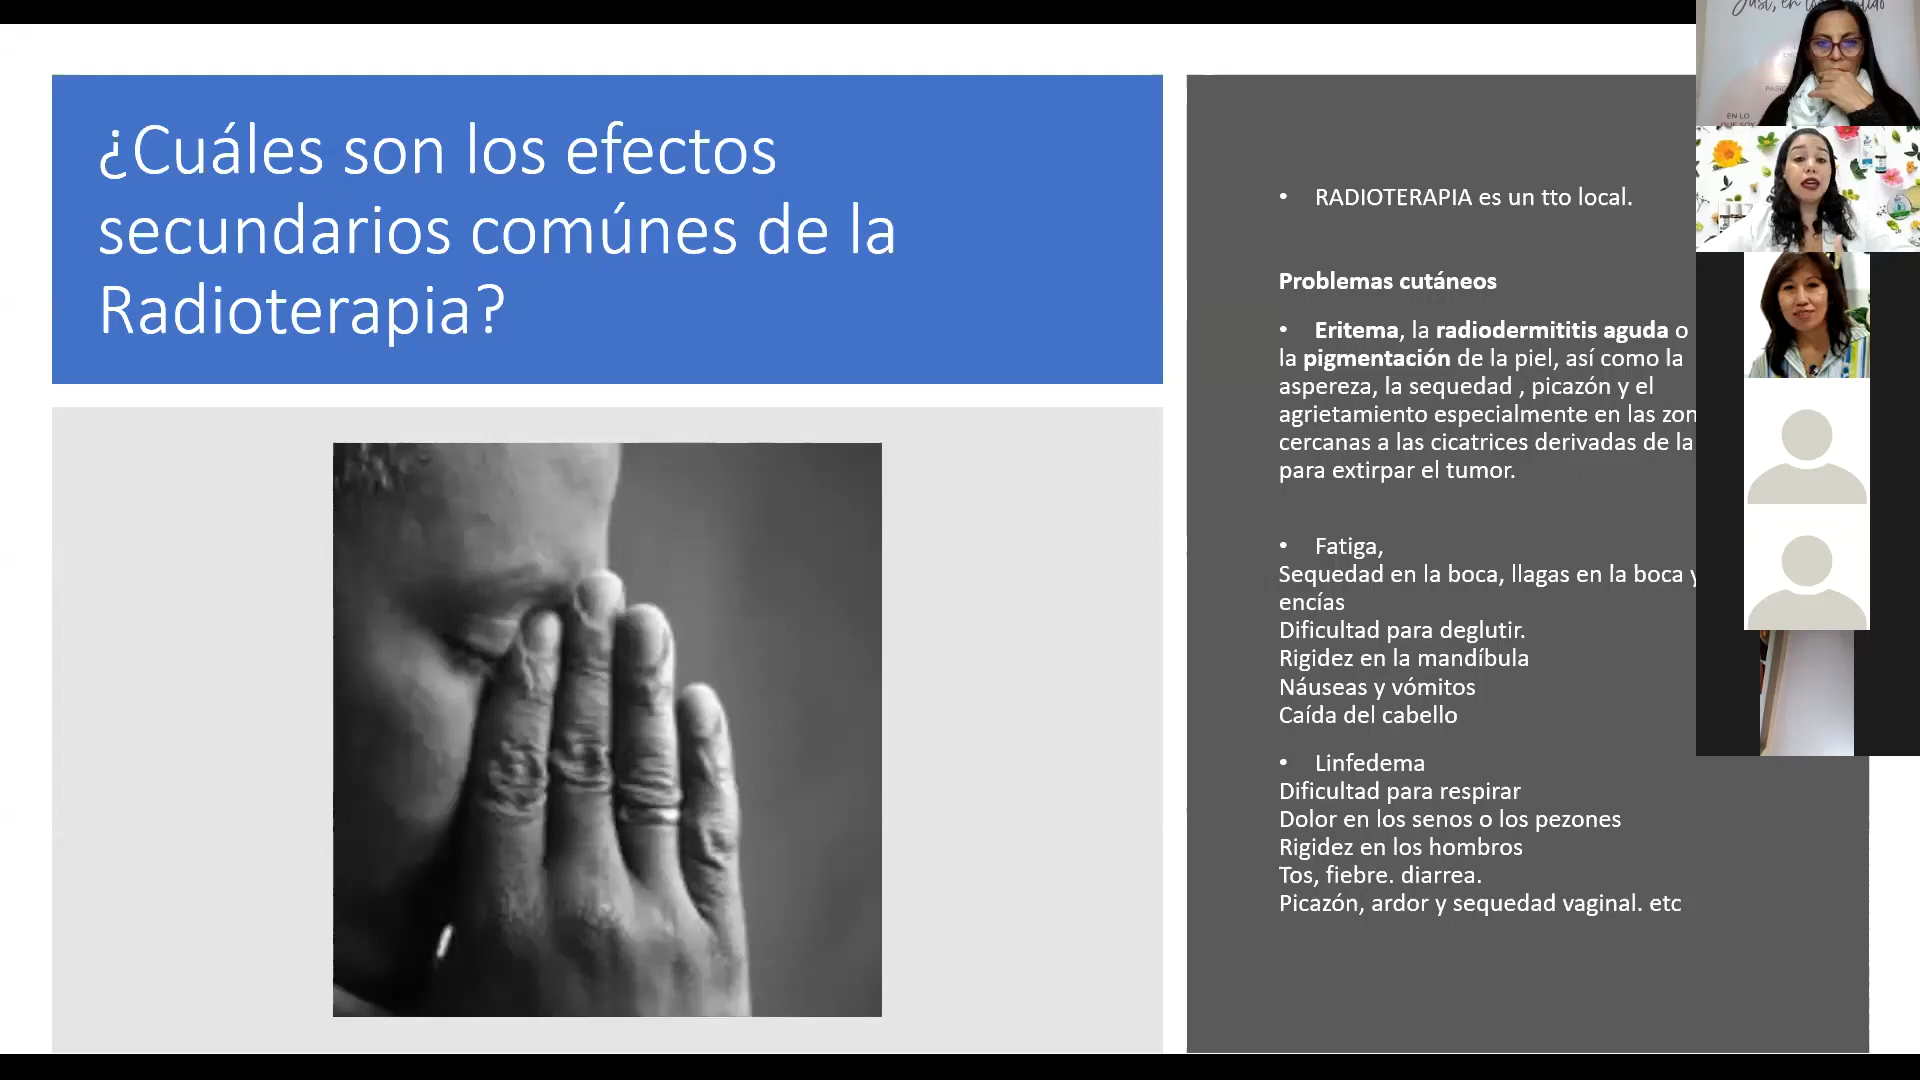 ¿Cuáles son los efectos
secundarios comúnes de la
Radioterapia?
• RADIOTERAPIA es un tto local.
Problemas cutáneos
• Eritema, la radiodermititis aguda o
la pigmentación de la piel, así como la
aspereza, la sequedad , picazón y el
agrietamiento especialmente en las zon
cercanas a las cicatrices derivadas de la
para extirpar el tumor.
• Fatiga,
Sequedad en la boca, llagas en la boca y
encías
Dificultad para deglutir.
Rigidez en la mandíbula
Náuseas y vómitos
Caída del cabello
• Linfedema
Dificultad para respirar
Dolor en los senos o los pezones
Rigidez en los hombros
Tos, fiebre. diarrea.
Picazón, ardor y sequedad vaginal. etc
EN LO
QUE SOY